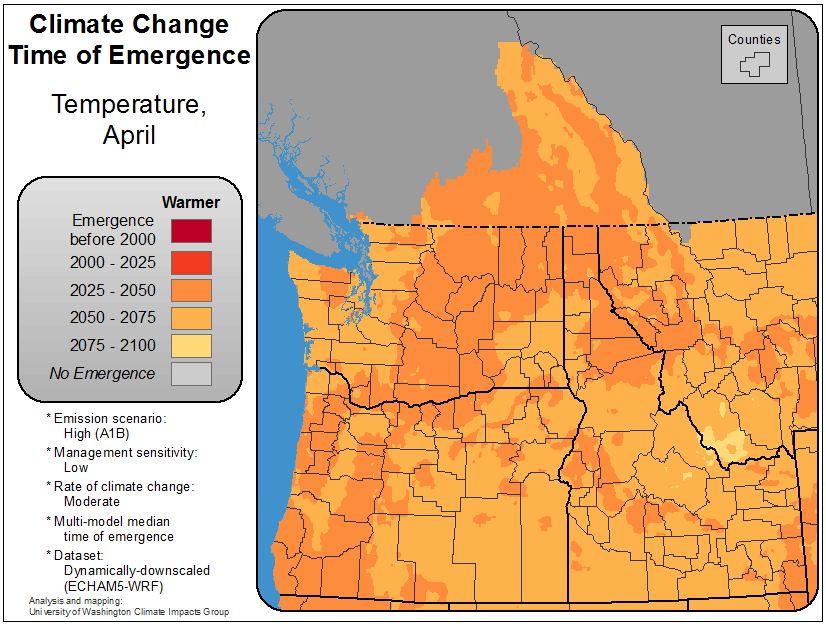 Climate Change
Time of Emergence
Temperature,
April
Warmer
Emergence
before 2000
2000 - 2025
2025 - 2050
2050 - 2075
2075 - 2100
No Emergence
* Emission scenario:
High (A1B)
* Management sensitivity:
Low
* Rate of climate change:
Moderate
* Multi-model median
time of emergence
* Dataset:
Dynamically-downscaled
(ECHAM5-WRF)
Analysis and mapping:
University of Washington Climate Impacts Group
Counties